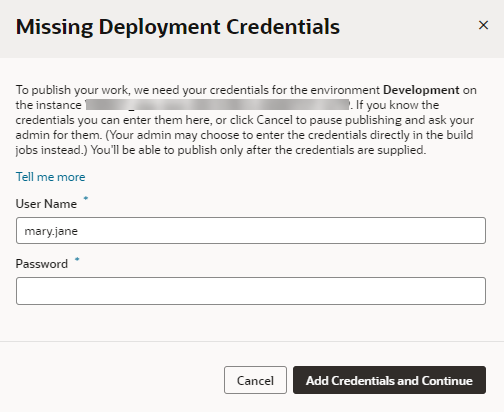 Missing Deployment Credentials
To publish your work, we need your credentials for the environment Development on
the instance '. If you know the
credentials you can enter them here, or click Cancel to pause publishing and ask your
admin for them. (Your admin may choose to enter the credentials directly in the build
jobs instead.) You'll be able to publish only after the credentials are supplied.
Tell me more
User Name *
mary.jane
Password *
Cancel
Add Credentials and Continue